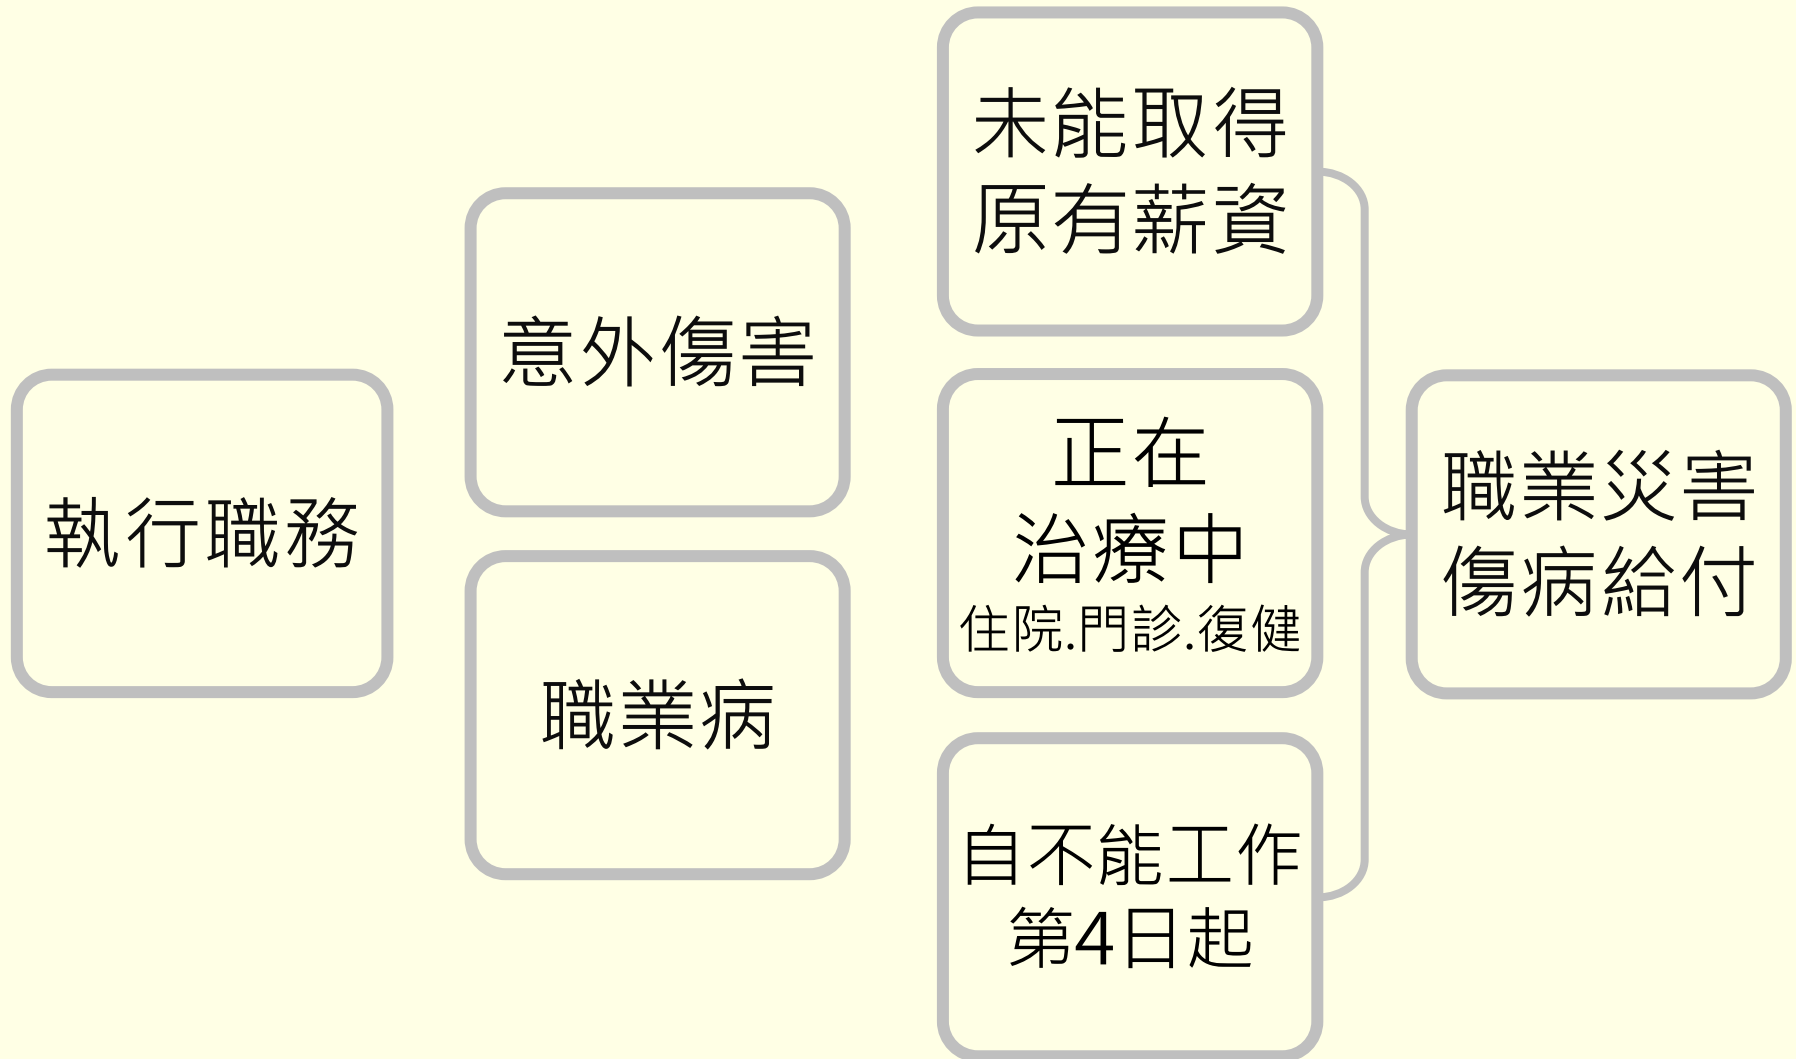 執行職務
意外傷害
職業病
未能取得
原有薪資
正在
治療中
住院.門診.復健
自不能工作
第4日起
職業災害
傷病給付